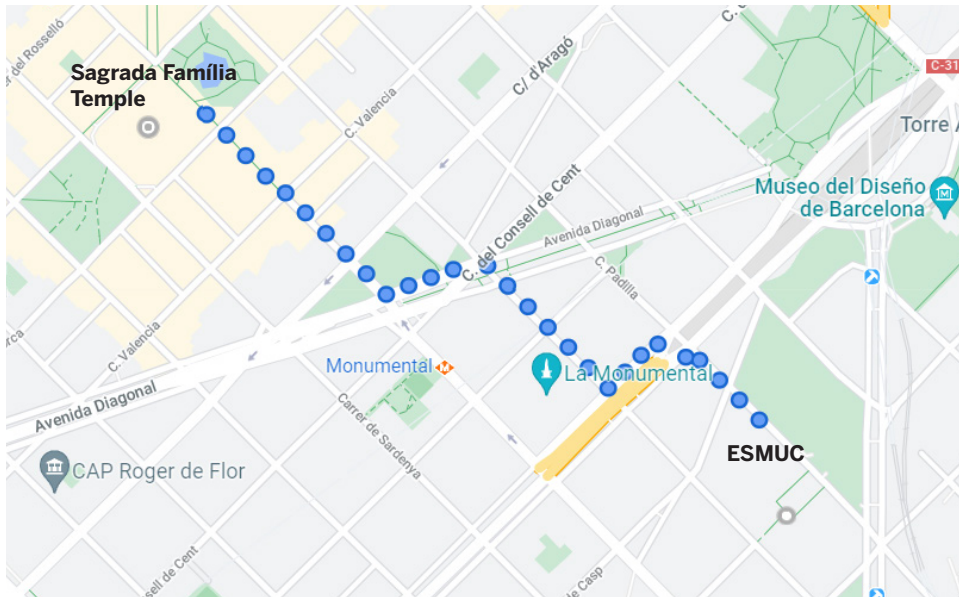 er del Rosselló
Sagrada Família
Temple
C. Valencia
C/ d'Aragó
C-31
Torre A
Museo del Diseño
de Barcelona
C. del Consell de Cent
Avenida Diagonal
C. Padilla
C. Valencia
Monumental
M
La Monumental
Avenida Diagonal
Carrer de Sardenya
ESMUC
CAP Roger de Flor
sell de Cent
de Casp